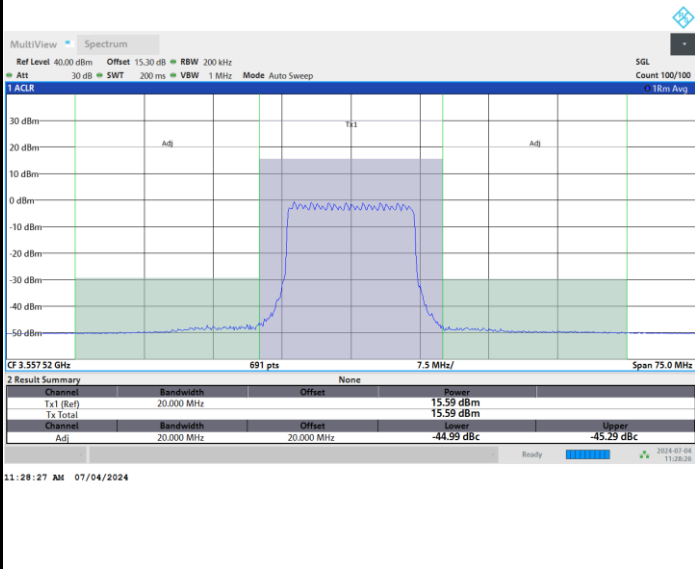 MultiView Spectrum
Ref Level 40.00 dBm Offset 15.30 dB RBW 200 kHz SGL
Att 30 dB SWT 200 ms VBW 1 MHz Mode Auto Sweep Count 100/100
1 ACLR 1Rm Avg
30 dBm
Tx1
20 dBm Adj Adj
10 dBm
0 dBm
-10 dBm
-20 dBm
-30 dBm
-40 dBm
-50 dBm
CF 3.557 52 GHz 691 pts 7.5 MHz/ Span 75.0 MHz
2 Result Summary None
Channel Bandwidth Offset Power
Tx1 (Ref) 20.000 MHz 15.59 dBm
Tx Total 15.59 dBm
Channel Bandwidth Offset Lower Upper
Adj 20.000 MHz 20.000 MHz -44.99 dBc -45.29 dBc
Ready 
11:28:27 AM 07/04/2024